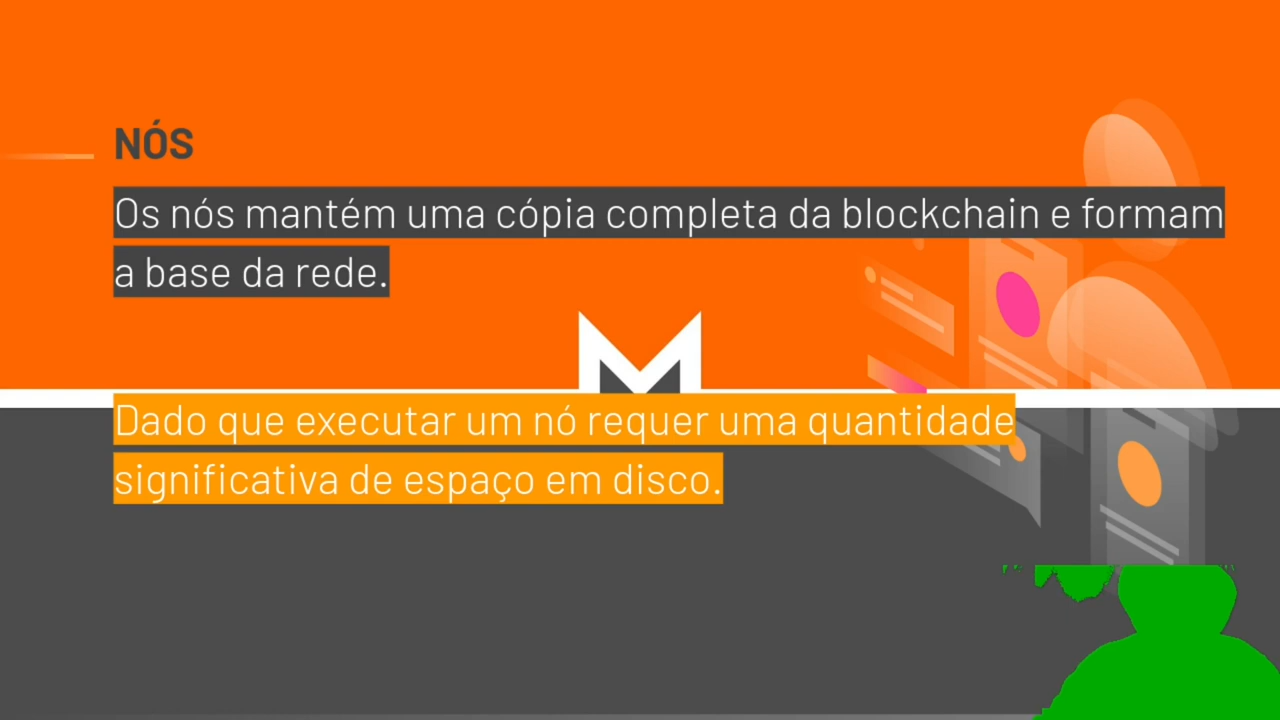 NÓS
Os nós mantém uma cópia completa da blockchain e formam
a base da rede.
Dado que executar um nó requer uma quantidade
significativa de espaço em disco.